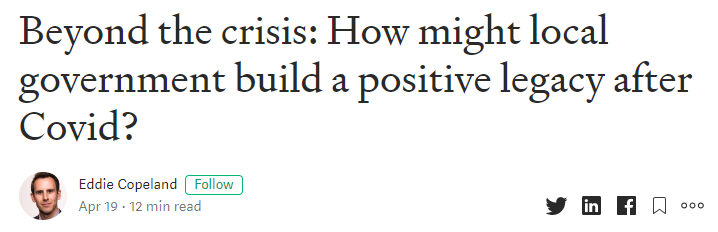 Beyond the crisis: How might local
government build a positive legacy after
Covid?
Eddie Copeland Follow
Apr 19 · 12 min read